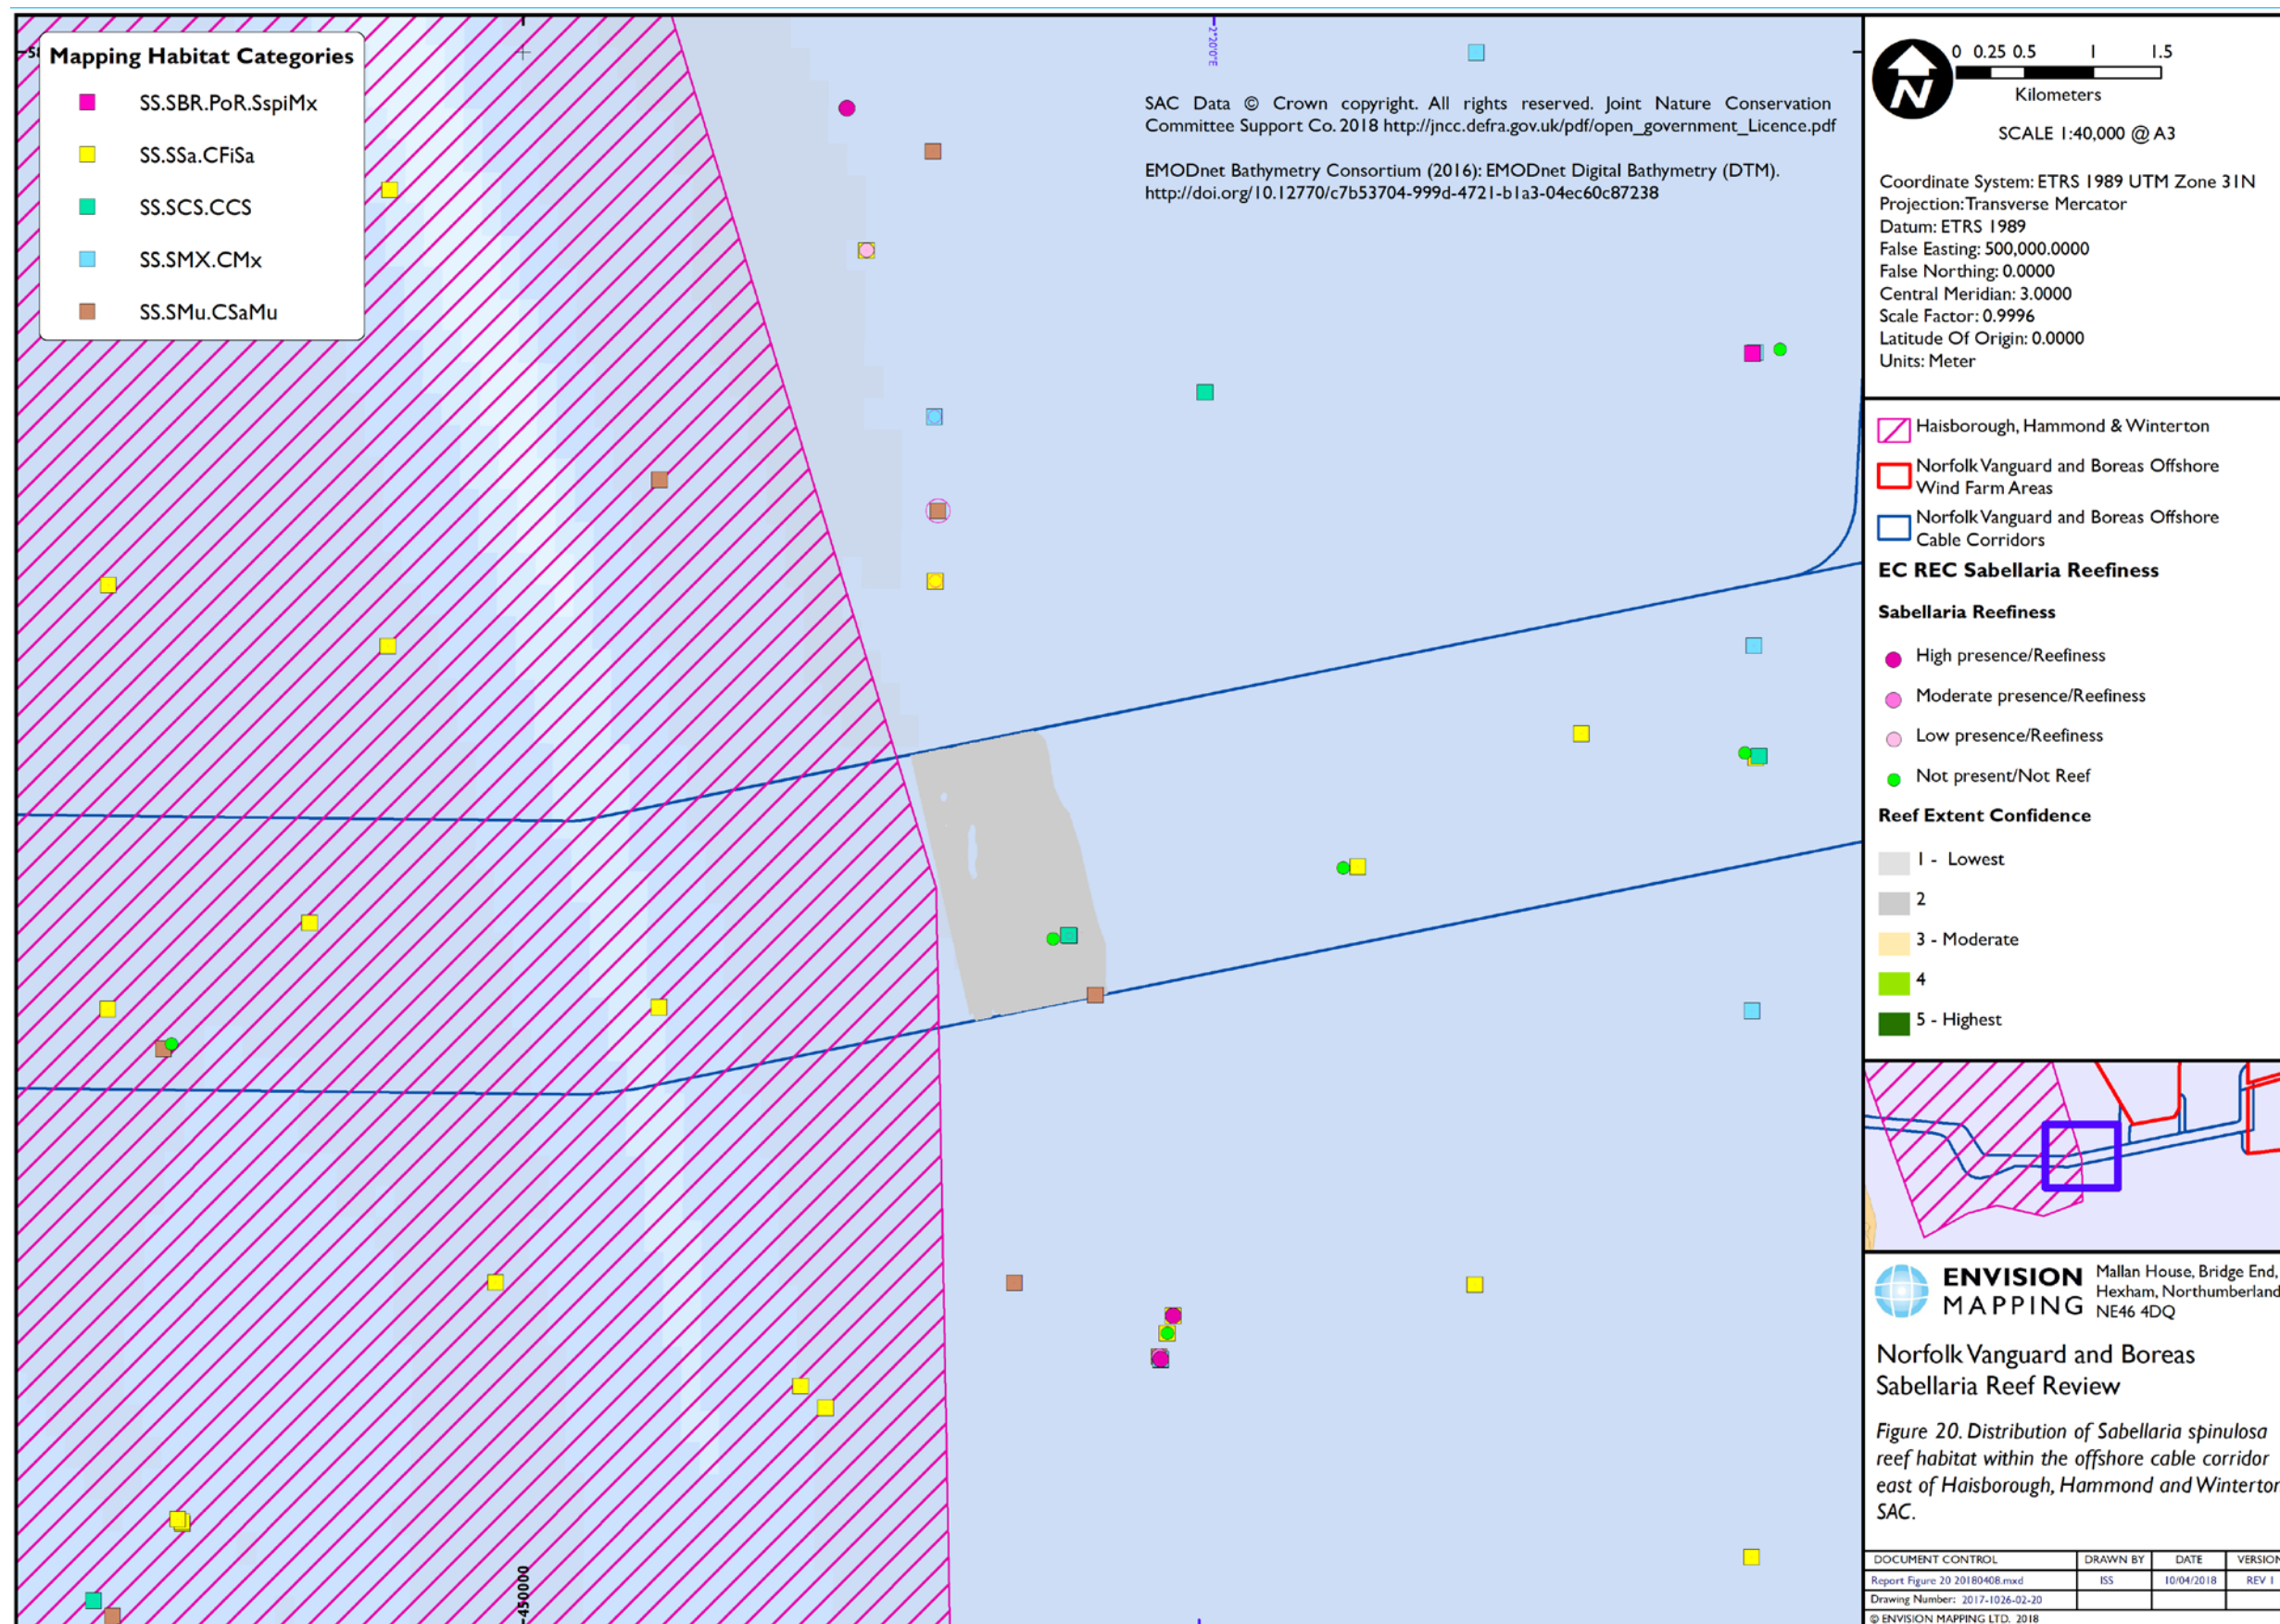 Mapping Habitat Categories
SS.SBR.PoR.SspiMx
SS.SSa.CFiSa
SS.SCS.CCS
SS.SMX.CMx
SS.SMu.CSaMu
2°20'0"E
SAC Data © Crown copyright. All rights reserved. Joint Nature Conservation
Committee Support Co. 2018 http://jncc.defra.gov.uk/pdf/open_government_Licence.pdf
EMODnet Bathymetry Consortium (2016): EMODnet Digital Bathymetry (DTM).
http://doi.org/10.12770/c7b53704-999d-4721-b1a3-04ec60c87238
450000
N
0 0.25 0.5 1 1.5
Kilometers
SCALE 1:40,000 @ A3
Coordinate System: ETRS 1989 UTM Zone 31N
Projection: Transverse Mercator
Datum: ETRS 1989
False Easting: 500,000.0000
False Northing: 0.0000
Central Meridian: 3.0000
Scale Factor: 0.9996
Latitude Of Origin: 0.0000
Units: Meter
Haisborough, Hammond & Winterton
Norfolk Vanguard and Boreas Offshore
Wind Farm Areas
Norfolk Vanguard and Boreas Offshore
Cable Corridors
EC REC Sabellaria Reefiness
Sabellaria Reefiness
High presence/Reefiness
Moderate presence/Reefiness
Low presence/Reefiness
Not present/Not Reef
Reef Extent Confidence
1 - Lowest
2
3 - Moderate
4
5 - Highest
ENVISION
MAPPING
Mallan House, Bridge End,
Hexham, Northumberland
NE46 4DQ
Norfolk Vanguard and Boreas
Sabellaria Reef Review
Figure 20. Distribution of Sabellaria spinulosa
reef habitat within the offshore cable corridor
east of Haisborough, Hammond and Winterton
SAC.
DOCUMENT CONTROL DRAWN BY DATE VERSION
Report Figure 20 20180408.mxd ISS 10/04/2018 REV 1
Drawing Number: 2017-1026-02-20
© ENVISION MAPPING LTD. 2018